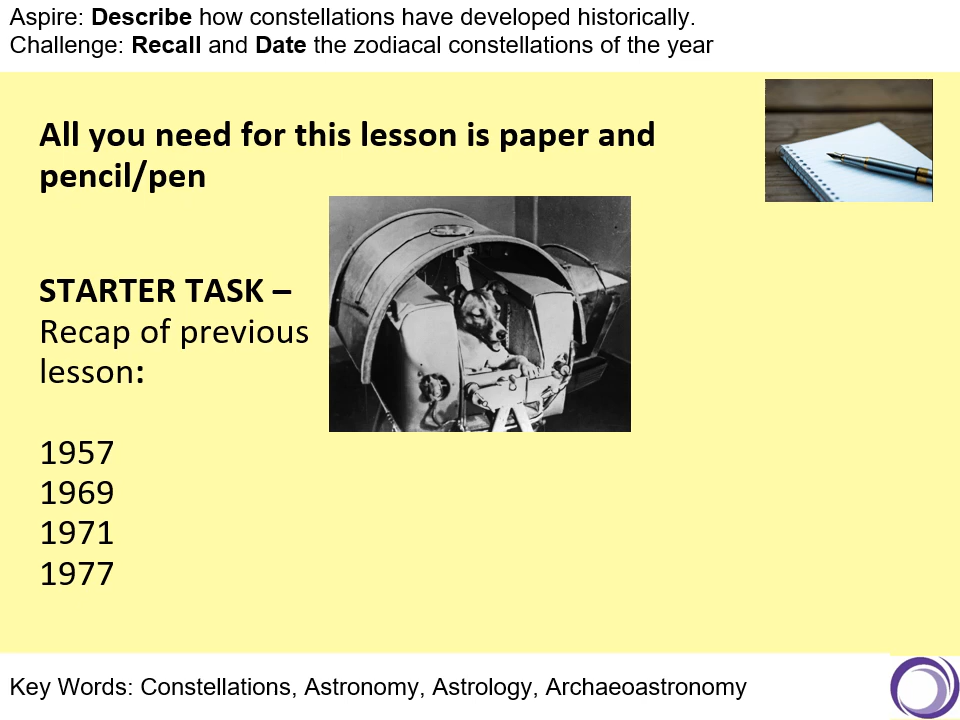 Aspire: Describe how constellations have developed historically.
Challenge: Recall and Date the zodiacal constellations of the year
All you need for this lesson is paper and
pencil/pen
STARTER TASK –
Recap of previous
lesson:
1957
1969
1971
1977
Key Words: Constellations, Astronomy, Astrology, Archaeoastronomy